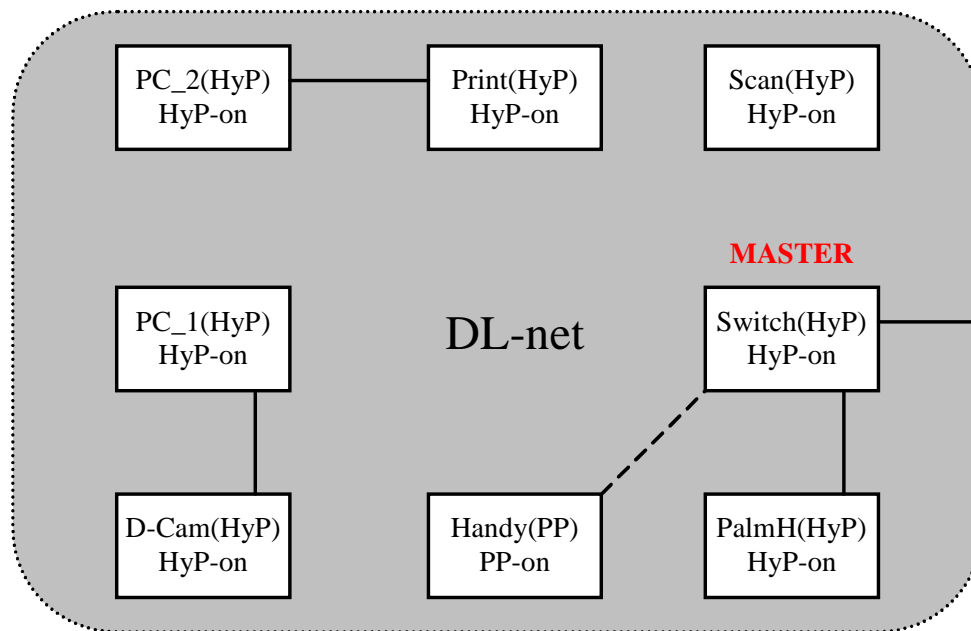 PC_2(HyP)
HyP-on
Print(HyP)
HyP-on
Scan(HyP)
HyP-on
MASTER
PC_1(HyP)
HyP-on
DL-net
Switch(HyP)
HyP-on
D-Cam(HyP)
HyP-on
Handy(PP)
PP-on
PalmH(HyP)
HyP-on